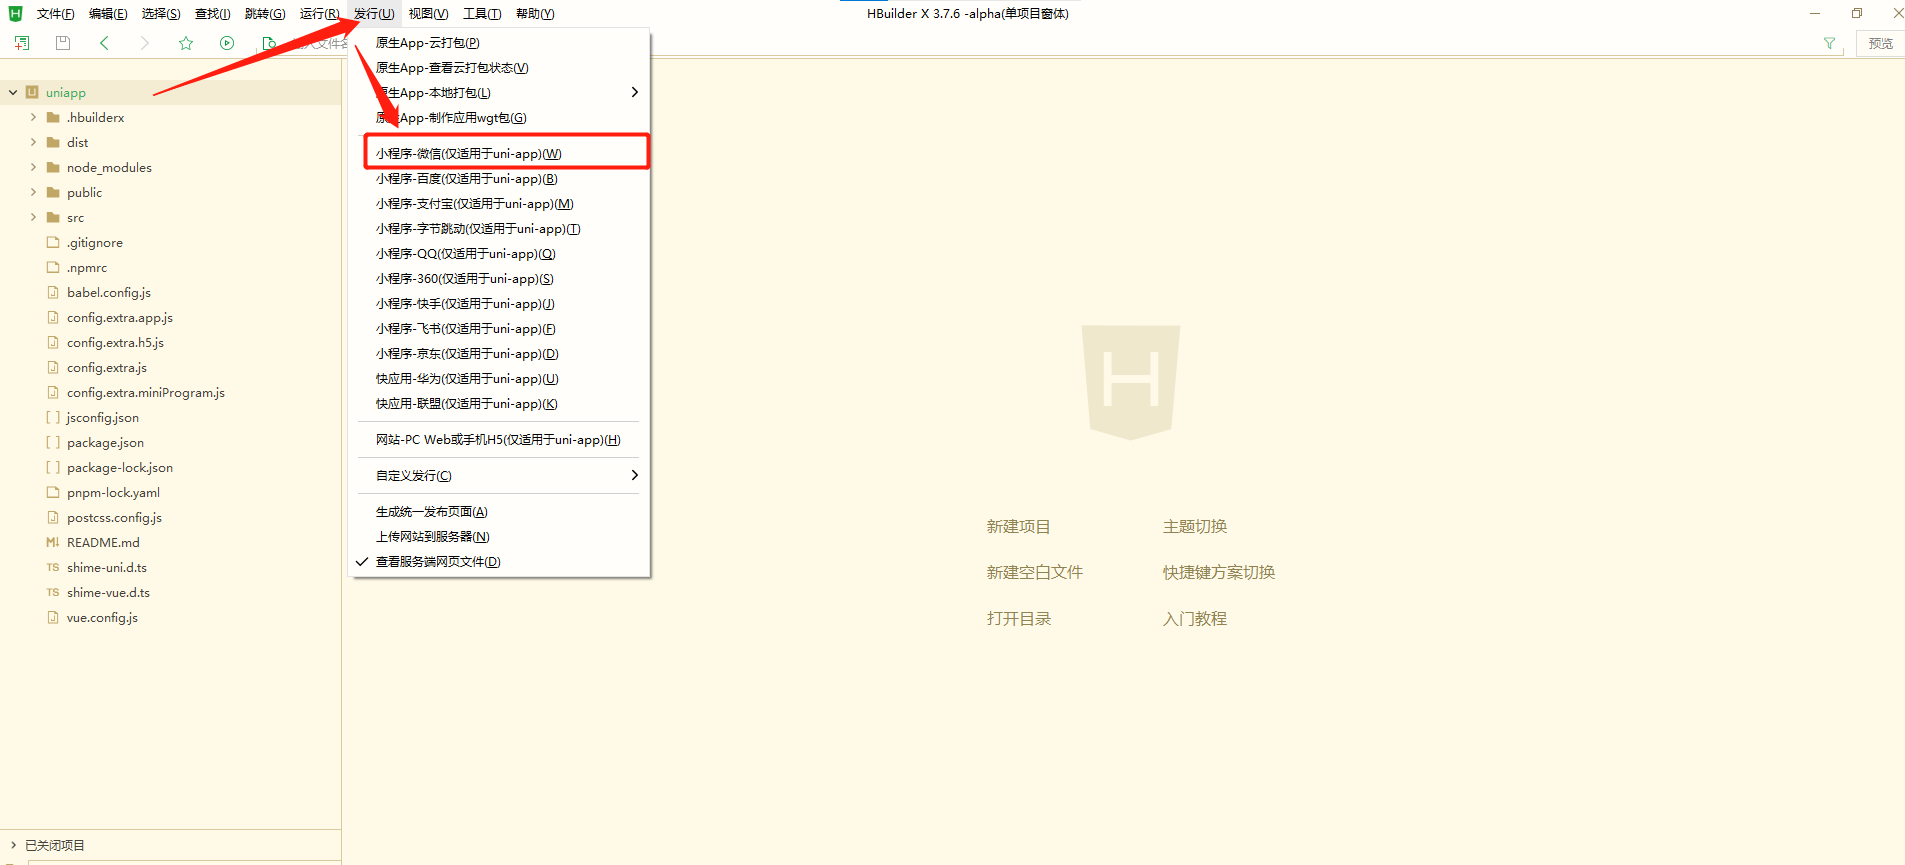 文件(F) 编辑(E) 选择(S) 查找(I) 跳转(G) 运行(R) 发行(U) 视图(V) 工具(T) 帮助(Y)
HBuilder X 3.7.6 -alpha(单项目窗体)
预览
uniapp
.hbuilderx
dist
node_modules
public
src
.gitignore
.npmrc
babel.config.js
config.extra.app.js
config.extra.h5.js
config.extra.js
config.extra.miniProgram.js
jsconfig.json
package.json
package-lock.json
pnpm-lock.yaml
postcss.config.js
README.md
shime-uni.d.ts
shime-vue.d.ts
vue.config.js
已关闭项目
原生App-云打包(P)
原生App-查看云打包状态(V)
原生App-本地打包(L)
原生App-制作应用wgt包(G)
小程序-微信(仅适用于uni-app)(W)
小程序-百度(仅适用于uni-app)(B)
小程序-支付宝(仅适用于uni-app)(M)
小程序-字节跳动(仅适用于uni-app)(T)
小程序-QQ(仅适用于uni-app)(Q)
小程序-360(仅适用于uni-app)(S)
小程序-快手(仅适用于uni-app)(J)
小程序-飞书(仅适用于uni-app)(F)
小程序-京东(仅适用于uni-app)(D)
快应用-华为(仅适用于uni-app)(U)
快应用-联盟(仅适用于uni-app)(K)
网站-PC Web或手机H5(仅适用于uni-app)(H)
自定义发行(C)
生成统一发布页面(A)
上传网站到服务器(N)
查看服务端网页文件(D)
H
新建项目 主题切换
新建空白文件 快捷键方案切换
打开目录 入门教程